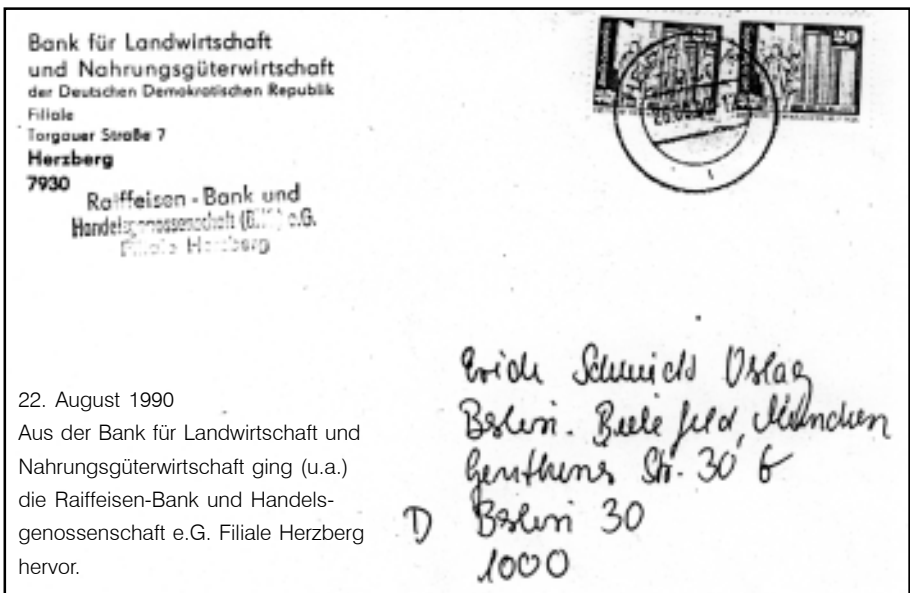 Bank für Landwirtschaft
und Nahrungsgüterwirtschaft
der Deutschen Demokratischen Republik
Filiale
Torgauer Straße 7
Herzberg
7930
Raiffeisen - Bank und
Handelsgenossenschaft e.G.
Filiale Herzberg
20
Erich Schmidt Verlag
Berlin. Bielefeld, München
Genthiner Str. 30 G
D Berlin 30
1000
22. August 1990
Aus der Bank für Landwirtschaft und
Nahrungsgüterwirtschaft ging (u.a.)
die Raiffeisen-Bank und Handels-
genossenschaft e.G. Filiale Herzberg
hervor.